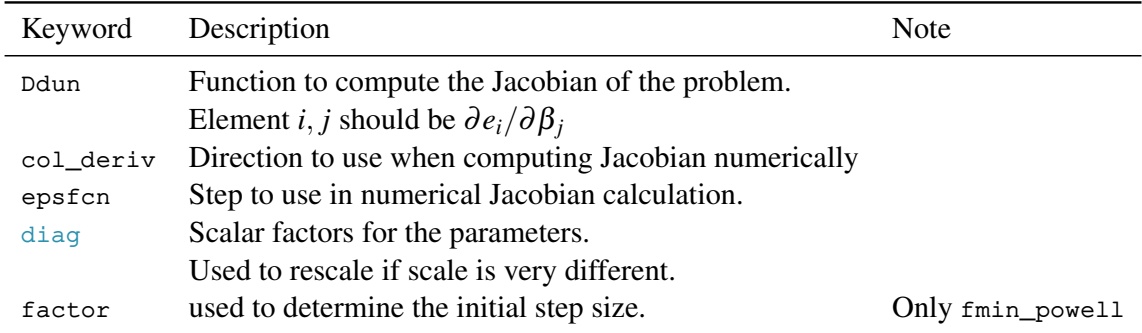 Keyword Description Note
Ddun Function to compute the Jacobian of the problem.
Element i, j should be ∂e_i/∂β_j
col_deriv Direction to use when computing Jacobian numerically
epsfcn Step to use in numerical Jacobian calculation.
diag Scalar factors for the parameters.
Used to rescale if scale is very different.
factor used to determine the initial step size. Only fmin_powell